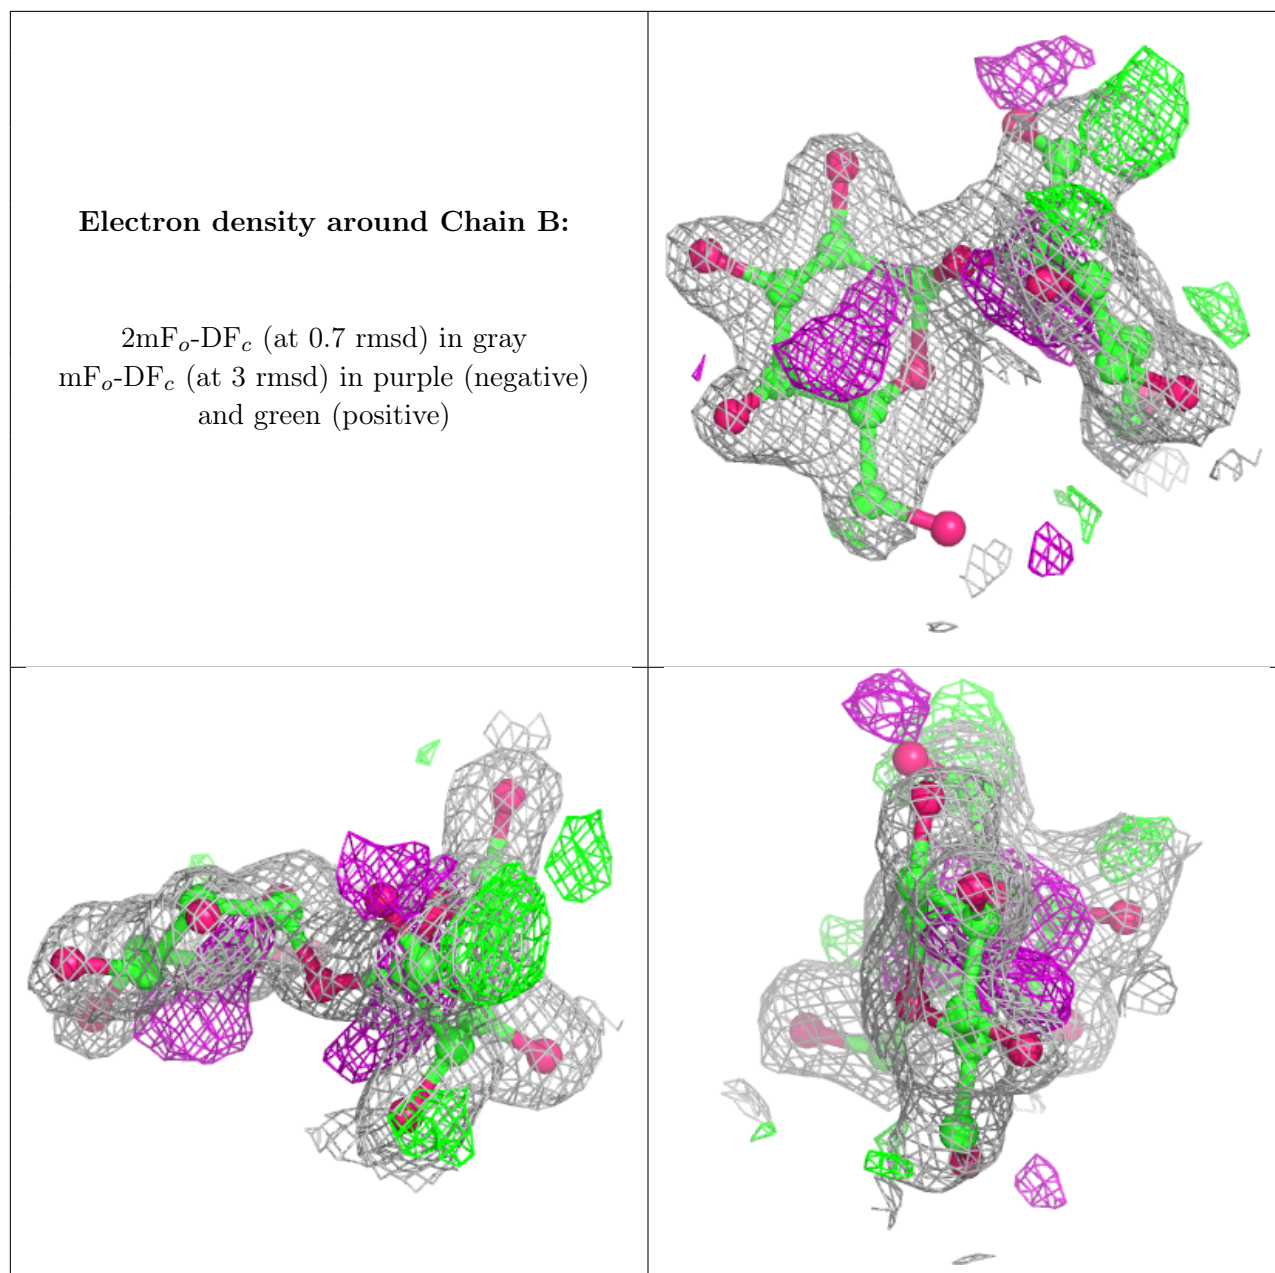 Electron density around Chain B:
2mFo-DFc (at 0.7 rmsd) in gray
mFo-DFc (at 3 rmsd) in purple (negative)
and green (positive)